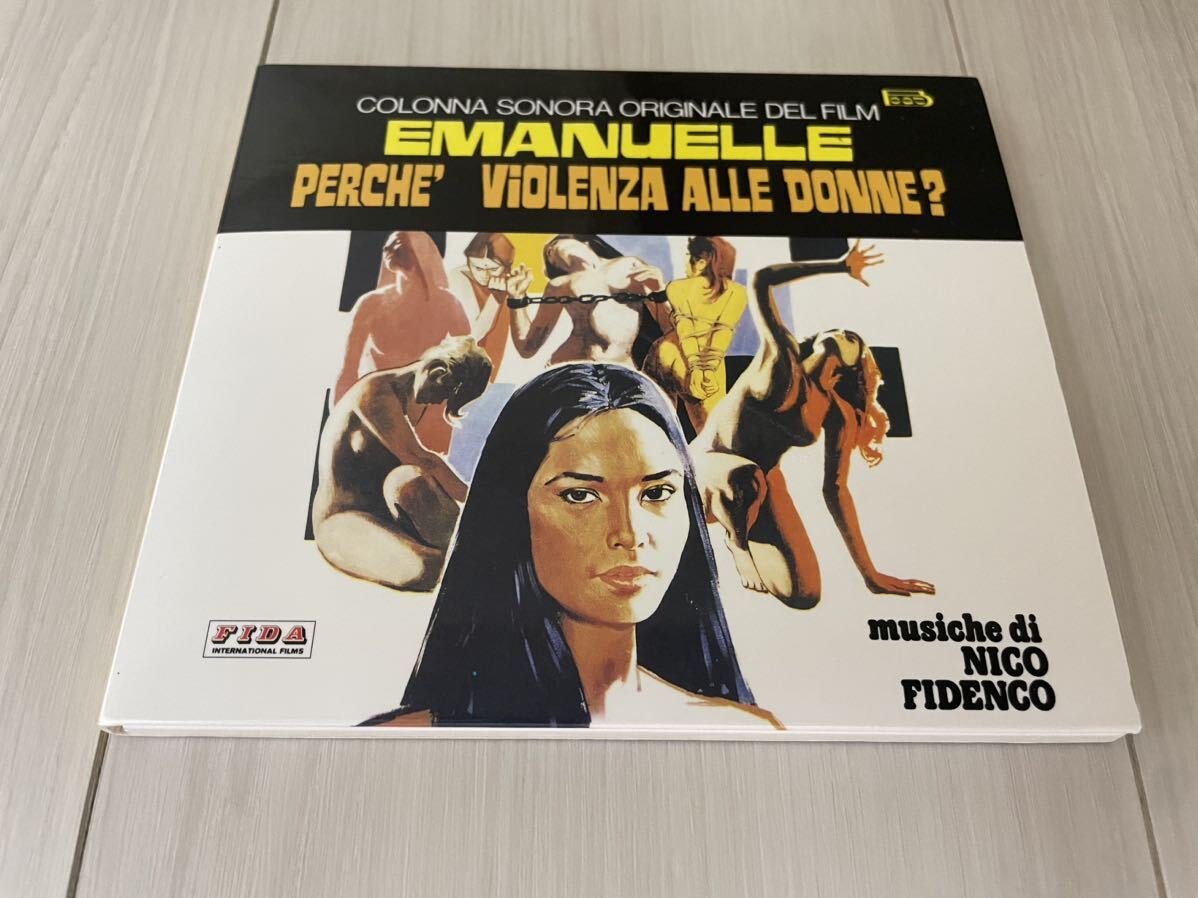 COLONNA SONORA ORIGINALE DEL FILM
EMANUELLE
PERCHE' ViOLENZA ALLE DONNE?
FIDA
INTERNATIONAL FILMS
musiche di
NICO
FIDENCO